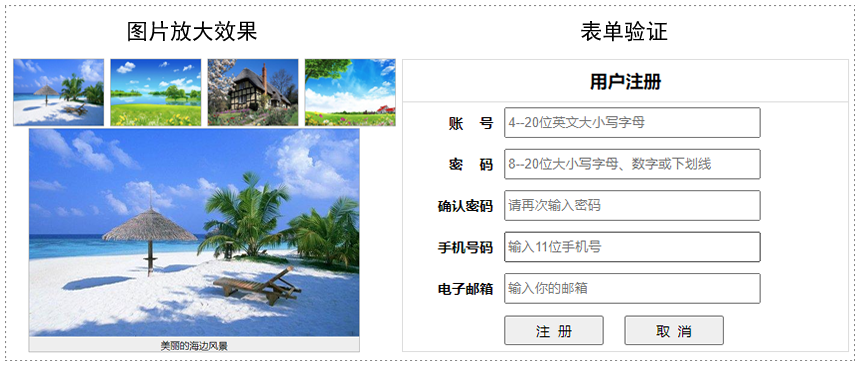 图片放大效果
表单验证
美丽的海边风景
用户注册
账 号 4--20位英文大小写字母
密 码 8--20位大小写字母、数字或下划线
确认密码 请再次输入密码
手机号码 输入11位手机号
电子邮箱 输入你的邮箱
注 册 取 消